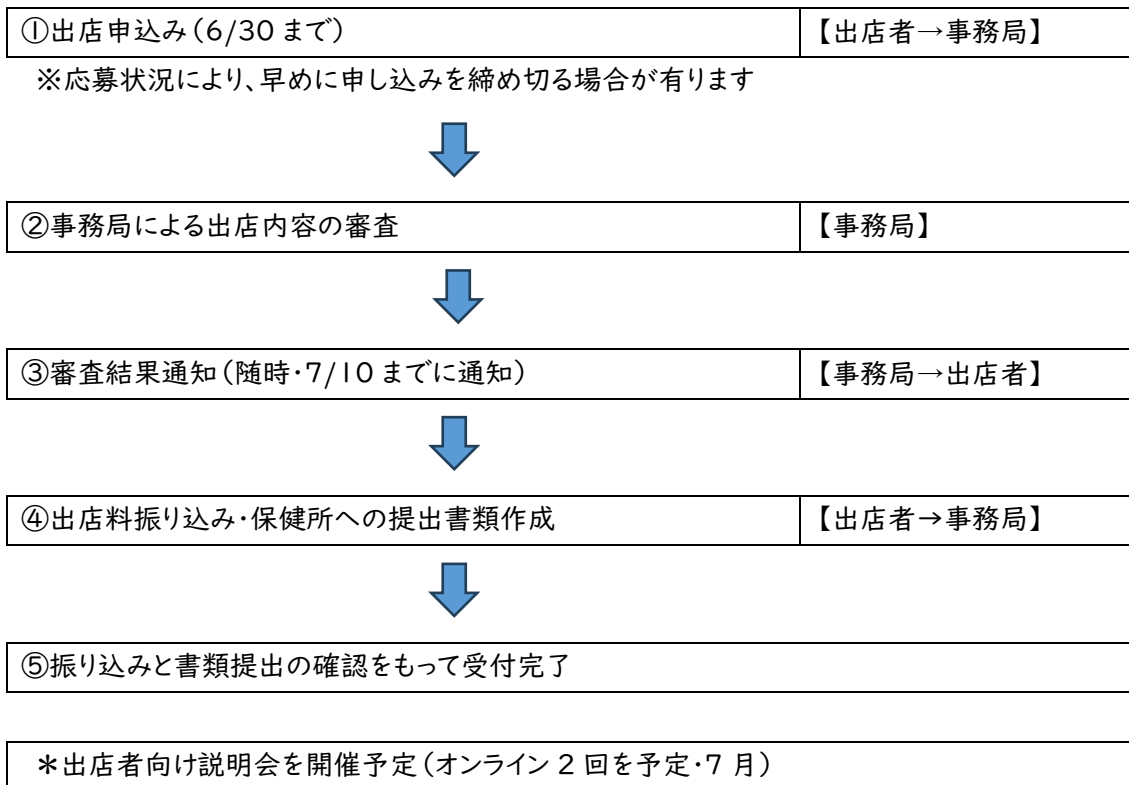 ①出店申込み(6/30まで) 【出店者→事務局】
※応募状況により、早めに申し込みを締め切る場合が有ります
②事務局による出店内容の審査 【事務局】
③審査結果通知(随時・7/10までに通知) 【事務局→出店者】
④出店料振り込み・保健所への提出書類作成 【出店者→事務局】
⑤振り込みと書類提出の確認をもって受付完了
*出店者向け説明会を開催予定(オンライン2回を予定・7月)